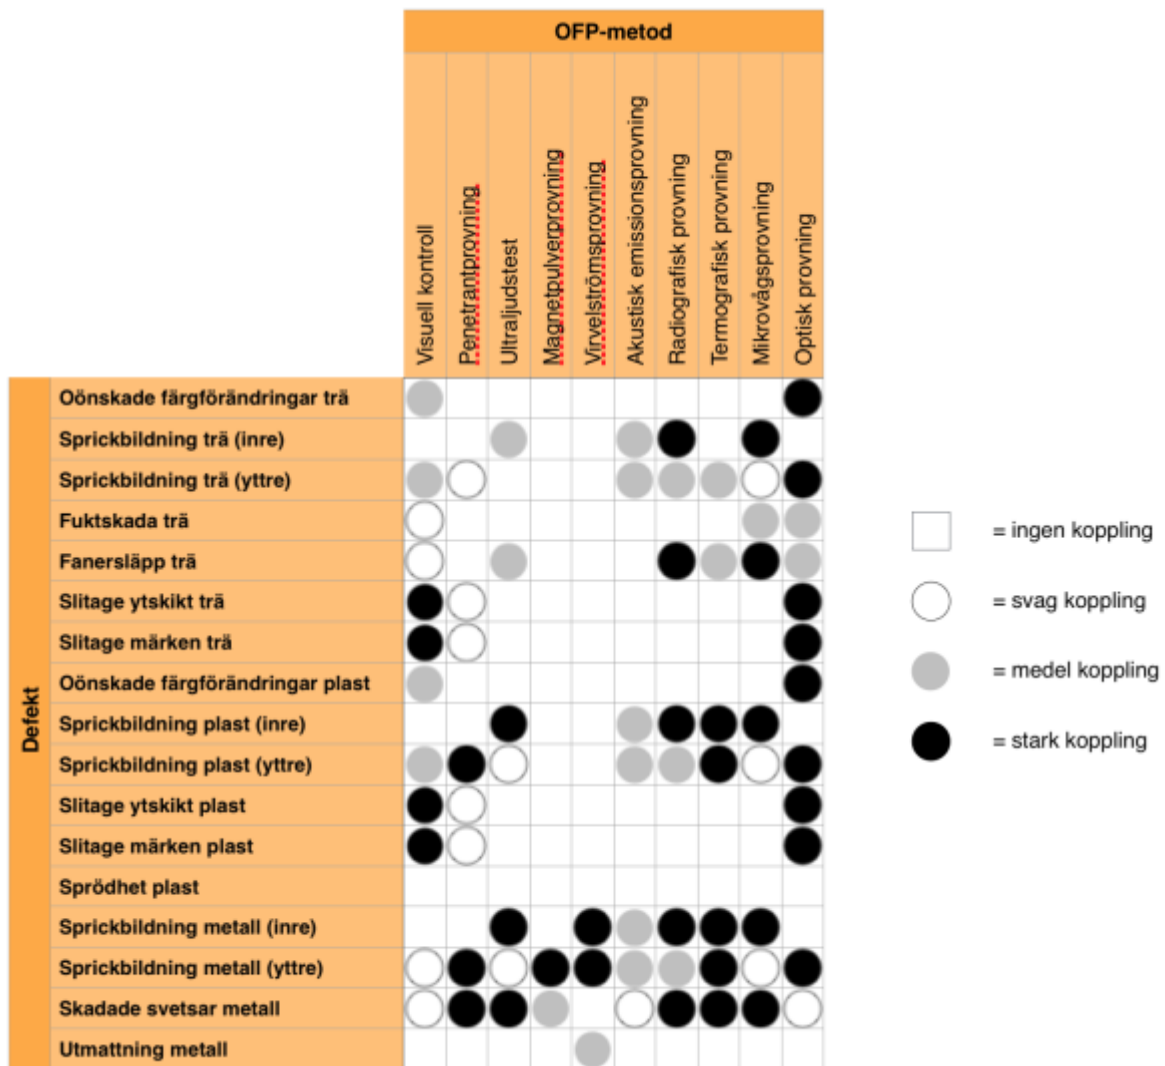 OFP-metod
Visuell kontroll
Penetrantprovning
Ultraljudstest
Magnetpulverprovning
Virvelströmsprovning
Akustisk emissionsprovning
Radiografisk provning
Termografisk provning
Mikrovågsprovning
Optisk provning
Defekt
Oönskade färgförändringar trä
Sprickbildning trä (inre)
Sprickbildning trä (yttre)
Fuktskada trä
Fanersläpp trä
Slitage ytskikt trä
Slitage märken trä
Oönskade färgförändringar plast
Sprickbildning plast (inre)
Sprickbildning plast (yttre)
Slitage ytskikt plast
Slitage märken plast
Sprödhet plast
Sprickbildning metall (inre)
Sprickbildning metall (yttre)
Skadade svetsar metall
Utmattning metall
= ingen koppling
= svag koppling
= medel koppling
= stark koppling